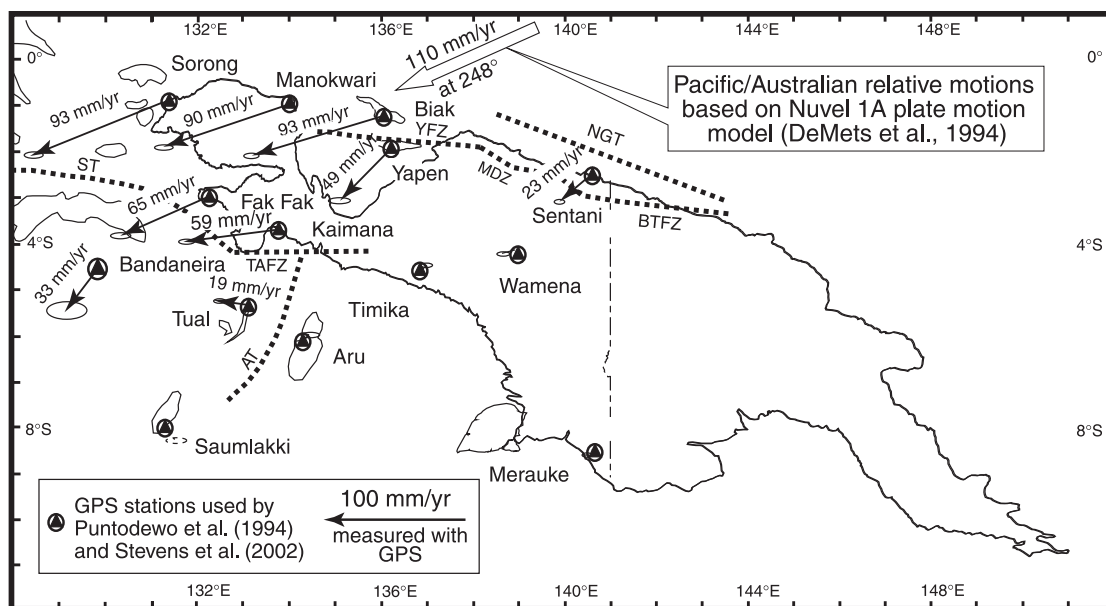 132°E
136°E
140°E
144°E
148°E
0°
0°
Sorong
110 mm/yr
at 248°
Manokwari
Pacific/Australian relative motions
based on Nuvel 1A plate motion
model (DeMets et al., 1994)
93 mm/yr
90 mm/yr
93 mm/yr
Biak
YFZ
NGT
ST
49 mm/yr
Yapen
MDZ
23 mm/yr
65 mm/yr
Fak Fak
Sentani
BTFZ
59 mm/yr
Kaimana
4°S
4°S
33 mm/yr
Bandaneira
TAFZ
Wamena
19 mm/yr
Timika
Tual
AT
Aru
8°S
8°S
Saumlakki
Merauke
GPS stations used by
Puntodewo et al. (1994)
and Stevens et al. (2002)
100 mm/yr
measured with
GPS
132°E
136°E
140°E
144°E
148°E